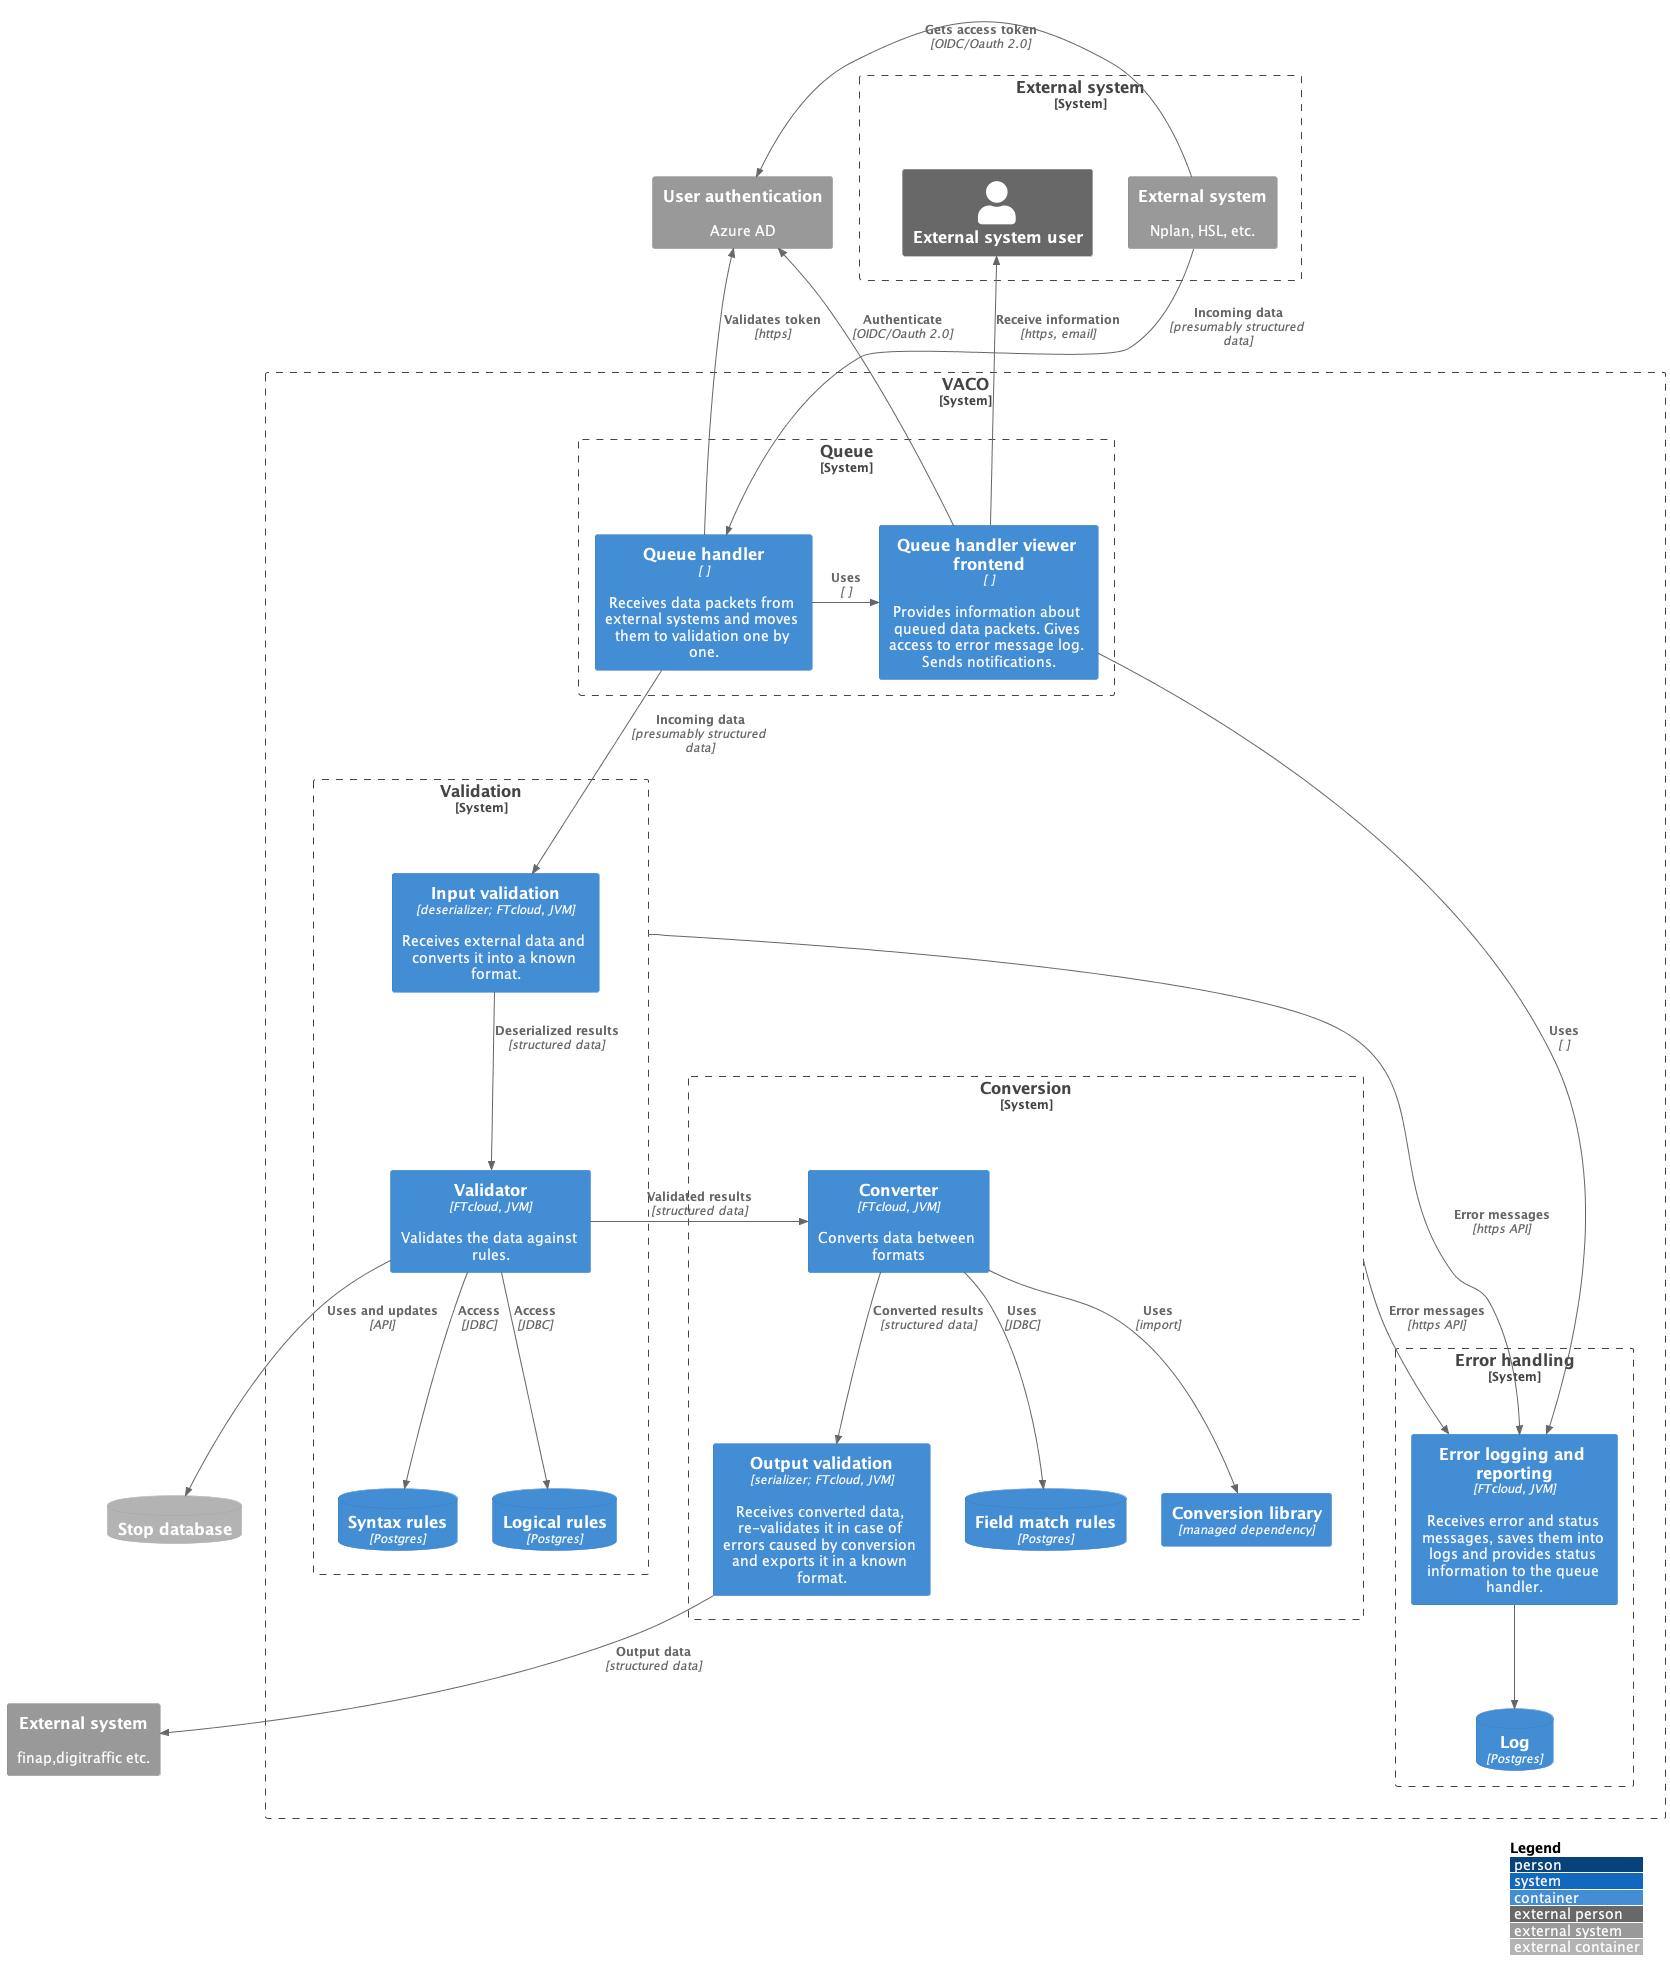 Gets access token
[OIDC/Oauth 2.0]
External system
[System]
User authentication
Azure AD
External system user
External system
Nplan, HSL, etc.
Validates token
[https]
Authenticate
[OIDC/Oauth 2.0]
Receive information
[https, email]
Incoming data
[presumably structured
data]
VACO
[System]
Queue
[System]
Queue handler
[ ]
Receives data packets from
external systems and moves
them to validation one by
one.
Uses
[ ]
Queue handler viewer
frontend
[ ]
Provides information about
queued data packets. Gives
access to error message log.
Sends notifications.
Incoming data
[presumably structured
data]
Validation
[System]
Input validation
[deserializer; FTcloud, JVM]
Receives external data and
converts it into a known
format.
Deserialized results
[structured data]
Uses
[ ]
Conversion
[System]
Validator
[FTcloud, JVM]
Validates the data against
rules.
Validated results
[structured data]
Converter
[FTcloud, JVM]
Converts data between
formats
Error messages
[https API]
Uses and updates
[API]
Access
[JDBC]
Access
[JDBC]
Converted results
[structured data]
Uses
[JDBC]
Uses
[import]
Error messages
[https API]
Error handling
[System]
Stop database
Syntax rules
[Postgres]
Logical rules
[Postgres]
Output validation
[serializer; FTcloud, JVM]
Receives converted data,
re-validates it in case of
errors caused by conversion
and exports it in a known
format.
Field match rules
[Postgres]
Conversion library
[managed dependency]
Error logging and
reporting
[FTcloud, JVM]
Receives error and status
messages, saves them into
logs and provides status
information to the queue
handler.
Output data
[structured data]
External system
finap,digitraffic etc.
Log
[Postgres]
Legend
person
system
container
external person
external system
external container